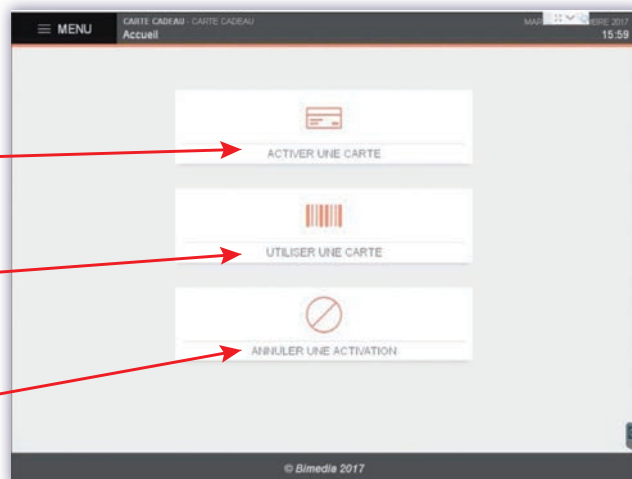 MENU
CARTE CADEAU - CARTE CADEAU
Accueil
2017
15:59
ACTIVER UNE CARTE
UTILISER UNE CARTE
ANNULER UNE ACTIVATION
© Bimedia 2017